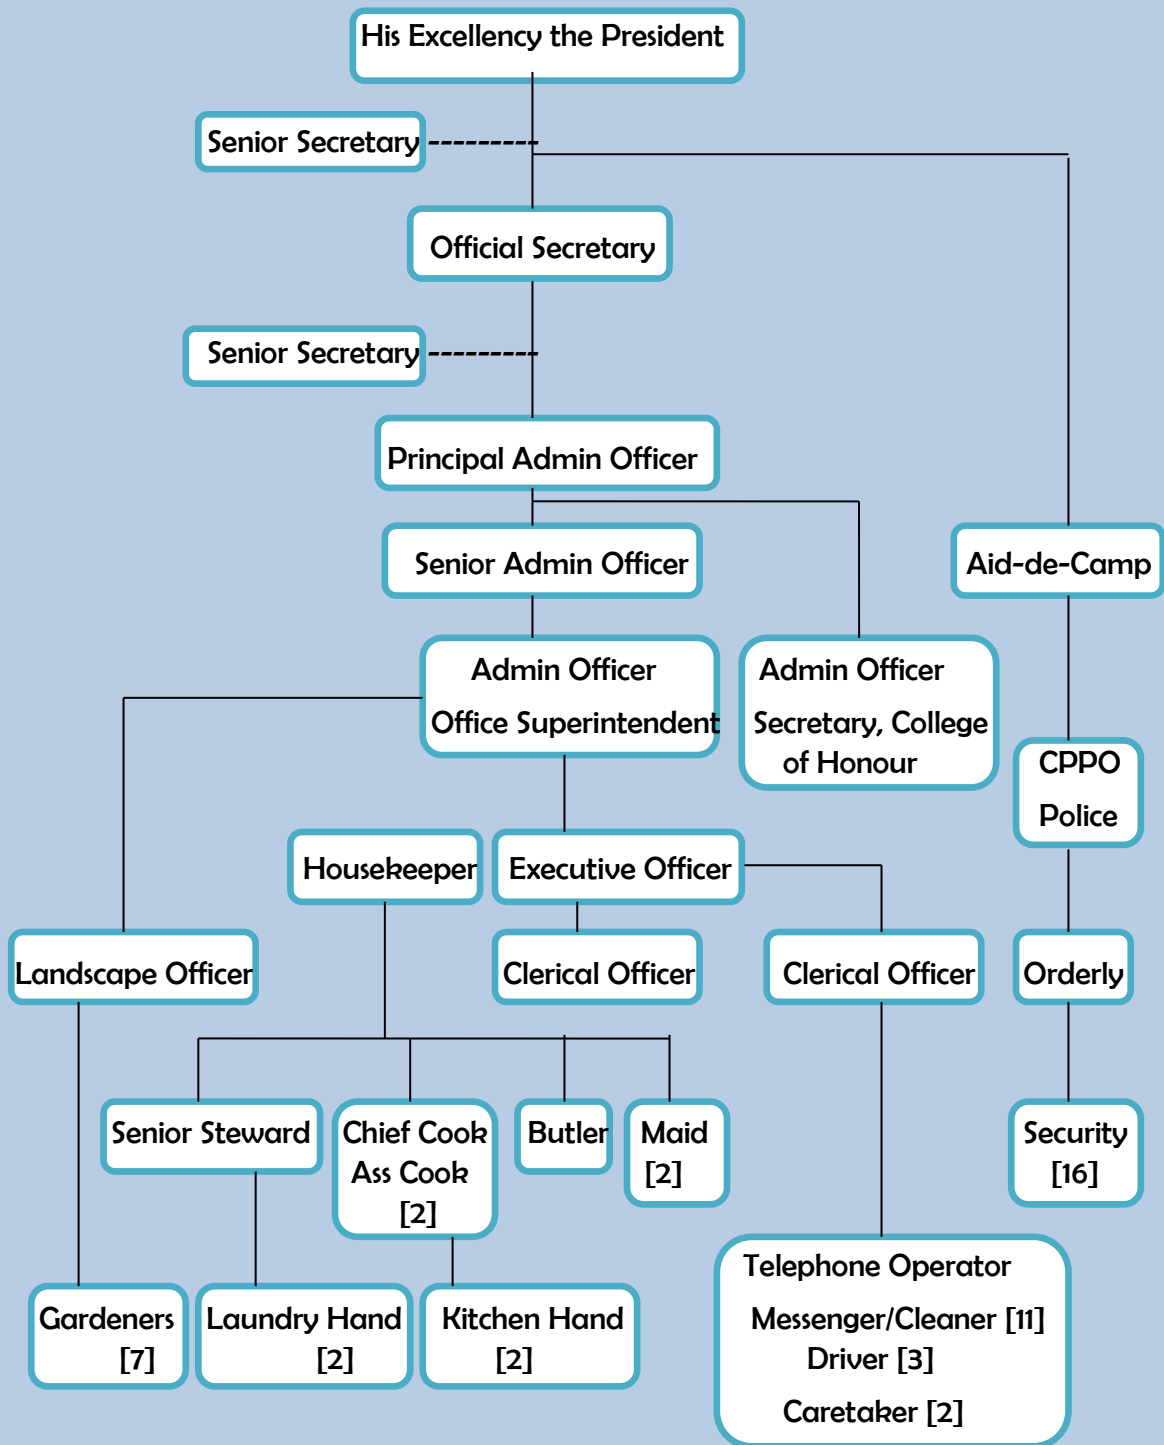 His Excellency the President
Senior Secretary
Official Secretary
Senior Secretary
Principal Admin Officer
Senior Admin Officer
Aid-de-Camp
Admin Officer
Office Superintendent
Admin Officer
Secretary, College
of Honour
CPPO
Police
Housekeeper
Executive Officer
Landscape Officer
Clerical Officer
Clerical Officer
Orderly
Senior Steward
Chief Cook
Ass Cook
[2]
Butler
Maid
[2]
Security
[16]
Gardeners
[7]
Laundry Hand
[2]
Kitchen Hand
[2]
Telephone Operator
Messenger/Cleaner [11]
Driver [3]
Caretaker [2]